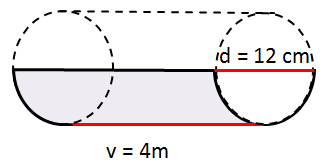 d = 12 cm
v = 4m